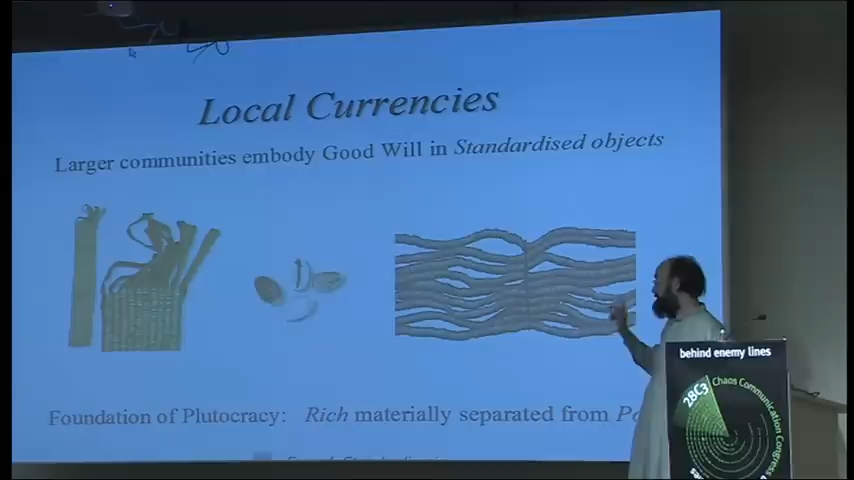 Local Currencies
Larger communities embody Good Will in Standardised objects
Foundation of Plutocracy: Rich materially separated from
behind enemy lines
28C3
Chaos Communication Congress